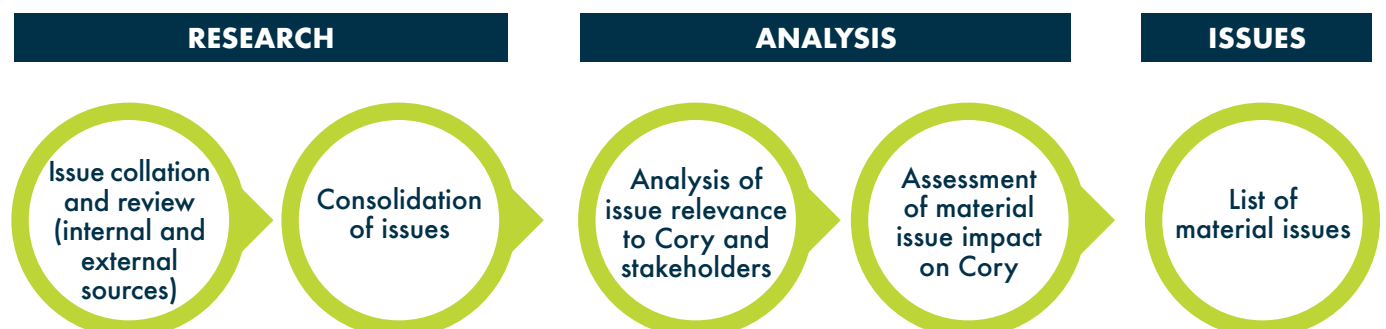 RESEARCH
ANALYSIS
ISSUES
Issue collation
and review
(internal and
external
sources)
Consolidation
of issues
Analysis of
issue relevance
to Cory and
stakeholders
Assessment
of material
issue impact
on Cory
List of
material issues